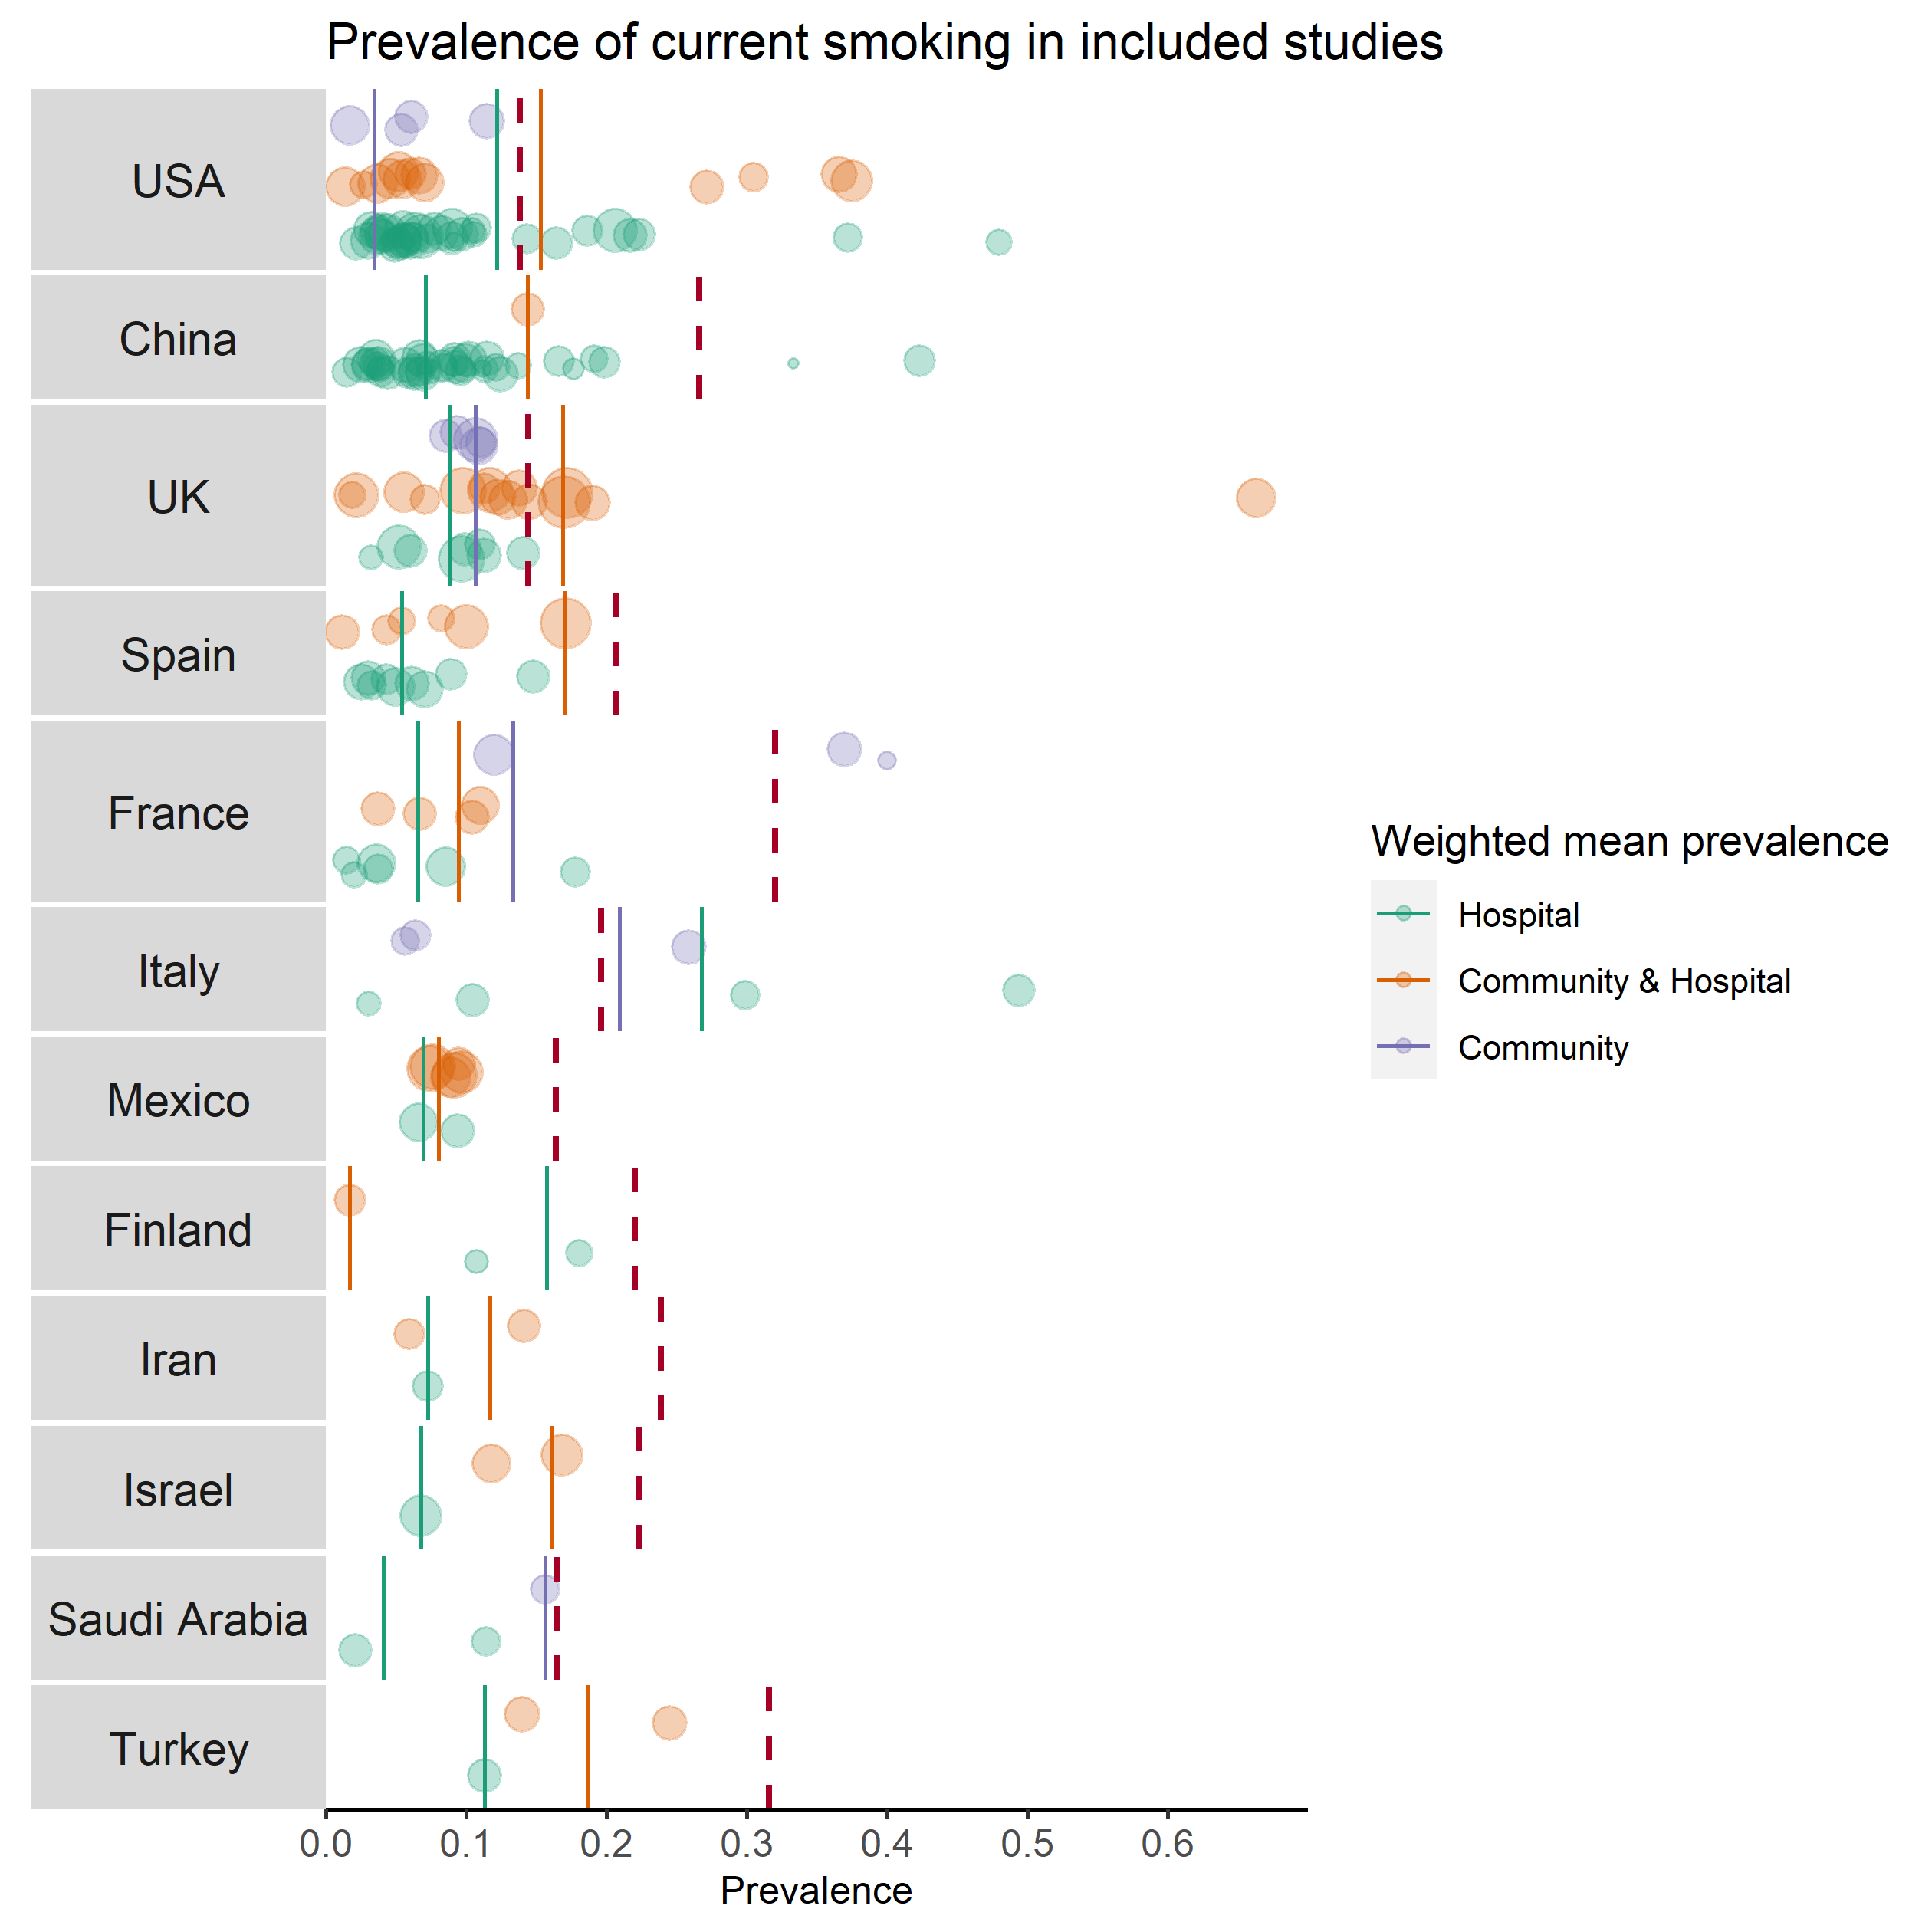 Prevalence of current smoking in included studies
USA
China
UK
Spain
France
Italy
Mexico
Finland
Iran
Israel
Saudi Arabia
Turkey
0.0 0.1 0.2 0.3 0.4 0.5 0.6
Prevalence
Weighted mean prevalence
Hospital
Community & Hospital
Community